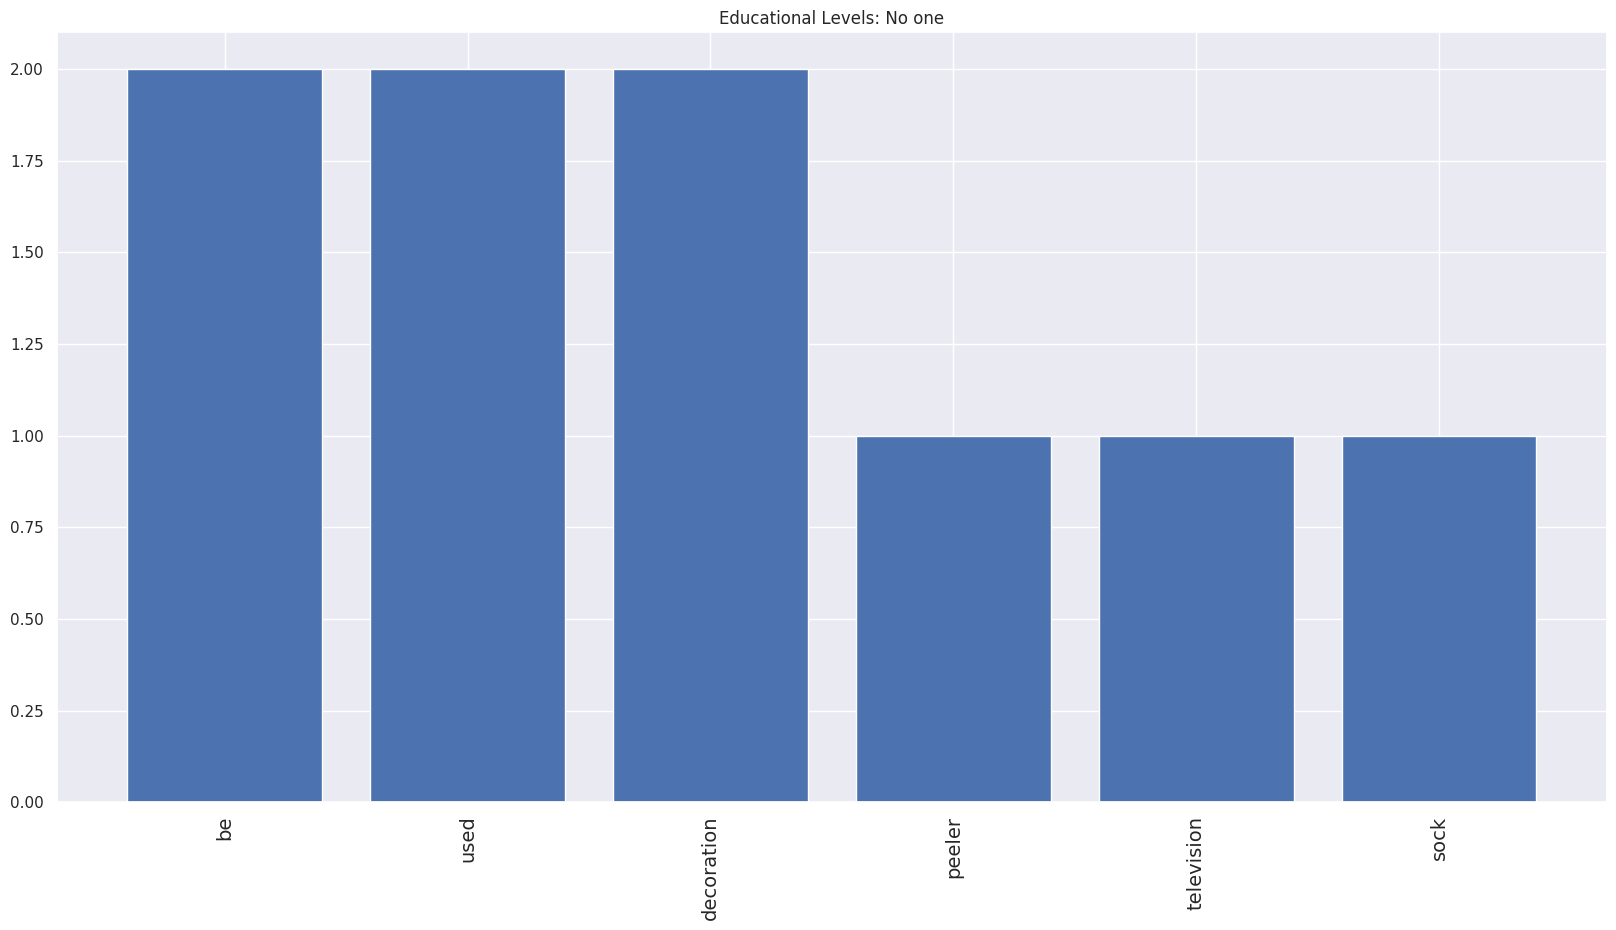 Educational Levels: No one
2.00
1.75
1.50
1.25
1.00
0.75
0.50
0.25
0.00
be
used
decoration
peeler
television
sock